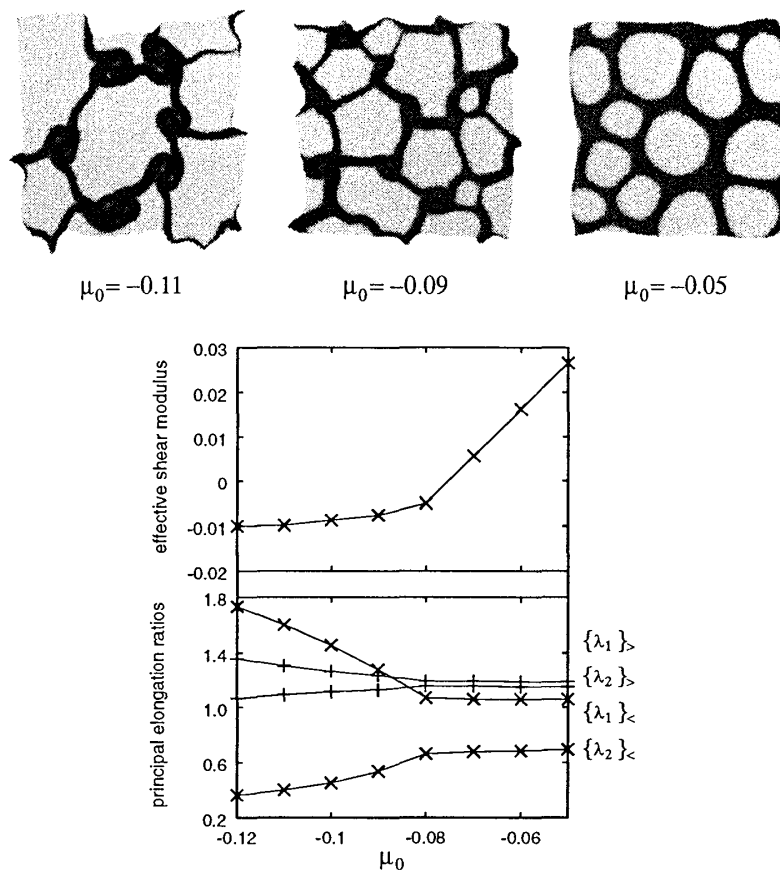 μ₀= −0.11 μ₀= −0.09 μ₀= −0.05
effective shear modulus
0.03
0.02
0.01
0
-0.01
-0.02
principal elongation ratios
1.8
1.4
1.0
0.6
0.2
{λ₁}>
{λ₂}>
{λ₁}<
{λ₂}<
-0.12 -0.1 -0.08 -0.06
μ₀